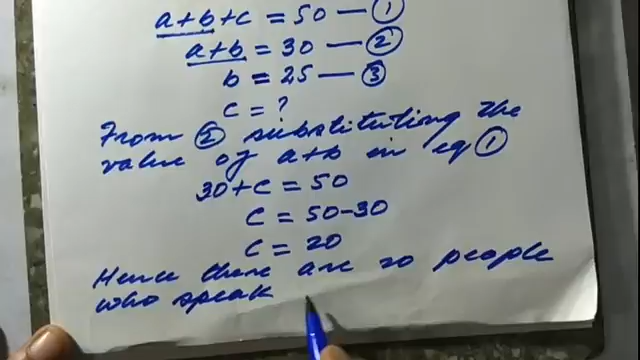 a+b+c = 50 — ①
a+b = 30 — ②
b = 25 — ③
c = ?
From ② substituting the
value of a+b in eq ①
30+c = 50
c = 50-30
c = 20
Hence there are 20 people
who speak